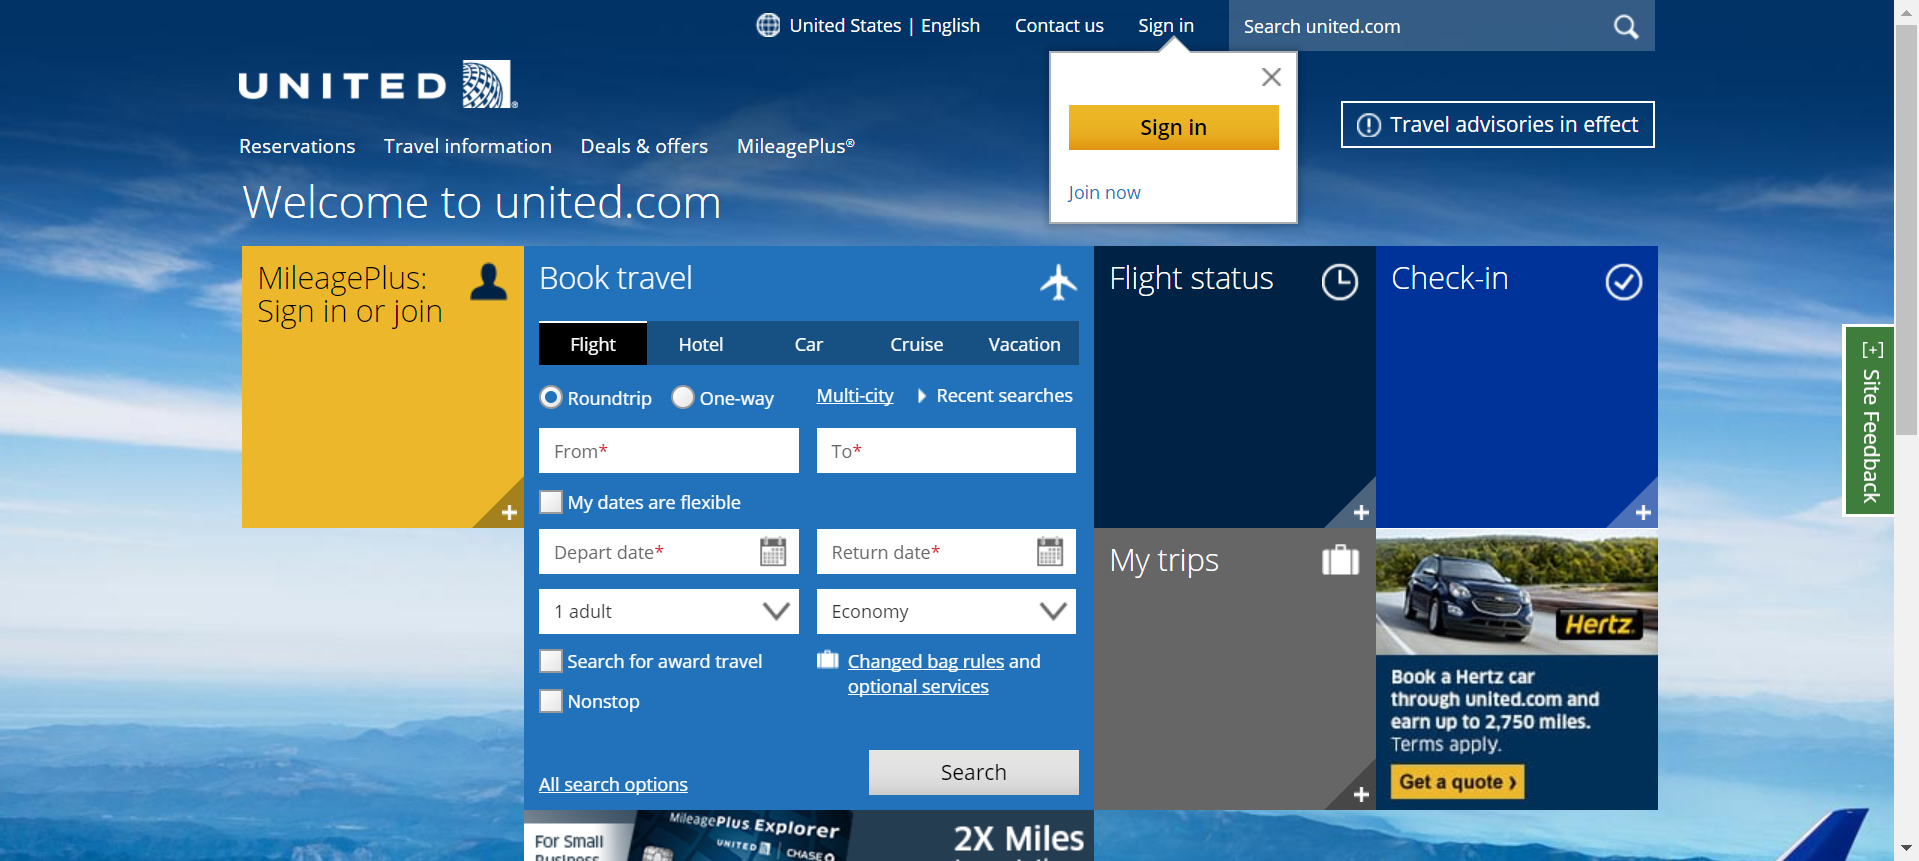 United States | English
Contact us
Sign in
Search united.com
UNITED
Sign in
Join now
Travel advisories in effect
Reservations
Travel information
Deals & offers
MileagePlus®
Welcome to united.com
MileagePlus:
Sign in or join
Book travel
Flight
Hotel
Car
Cruise
Vacation
Roundtrip
One-way
Multi-city
Recent searches
From*
To*
My dates are flexible
Depart date*
Return date*
1 adult
Economy
Search for award travel
Changed bag rules and
optional services
Nonstop
All search options
Search
Flight status
Check-in
My trips
Hertz.
Book a Hertz car
through united.com and
earn up to 2,750 miles.
Terms apply.
Get a quote ›
[+] Site Feedback
For Small
Business
MileagePlus Explorer
UNITED
CHASE
2X Miles